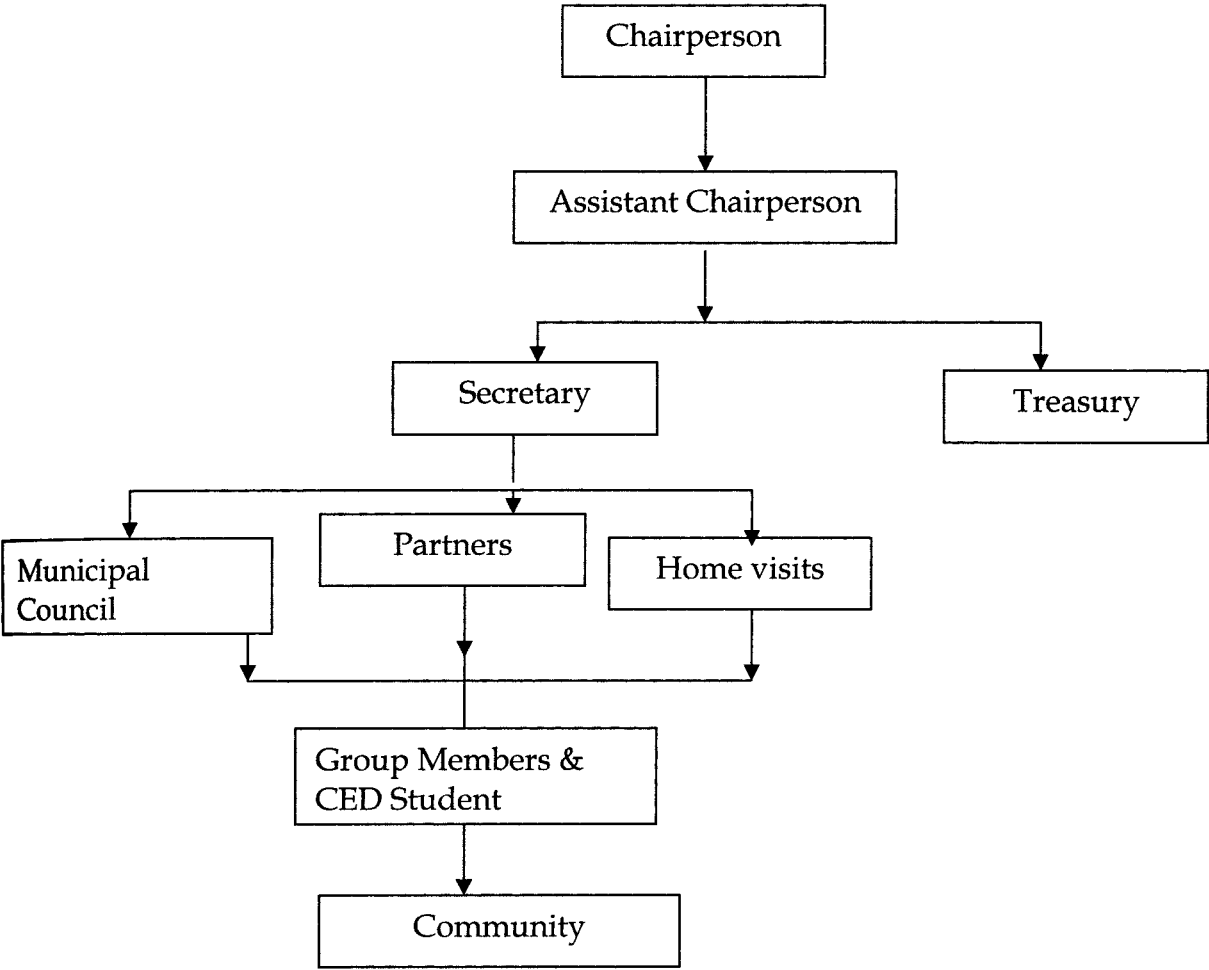 Chairperson
Assistant Chairperson
Secretary
Treasury
Municipal
Council
Partners
Home visits
Group Members &
CED Student
Community